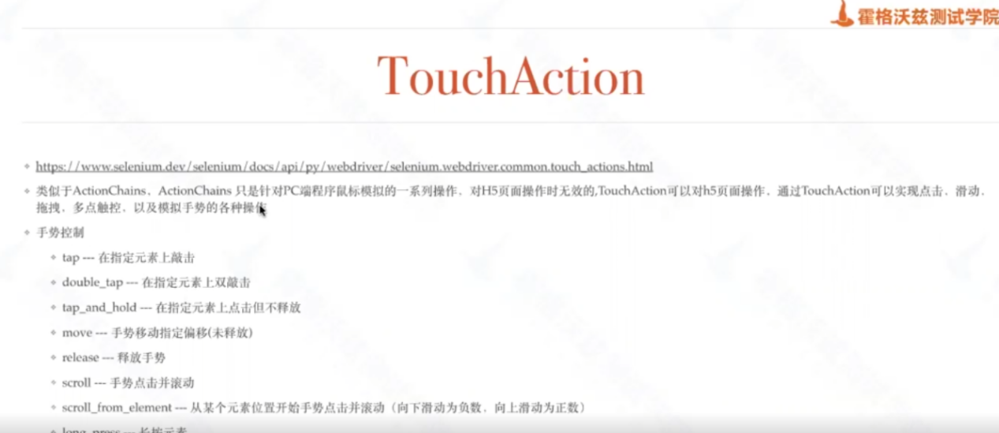 霍格沃兹测试学院
TouchAction
https://www.selenium.dev/selenium/docs/api/py/webdriver/selenium.webdriver.common.touch_actions.html
类似于ActionChains，ActionChains 只是针对PC端程序鼠标模拟的一系列操作，对H5页面操作时无效的,TouchAction可以对h5页面操作，通过TouchAction可以实现点击，滑动，
拖拽，多点触控，以及模拟手势的各种操作
手势控制
tap --- 在指定元素上敲击
double_tap --- 在指定元素上双敲击
tap_and_hold --- 在指定元素上点击但不释放
move --- 手势移动指定偏移(未释放)
release --- 释放手势
scroll --- 手势点击并滚动
scroll_from_element --- 从某个元素位置开始手势点击并滚动（向下滑动为负数，向上滑动为正数）
long_press --- 长按元素